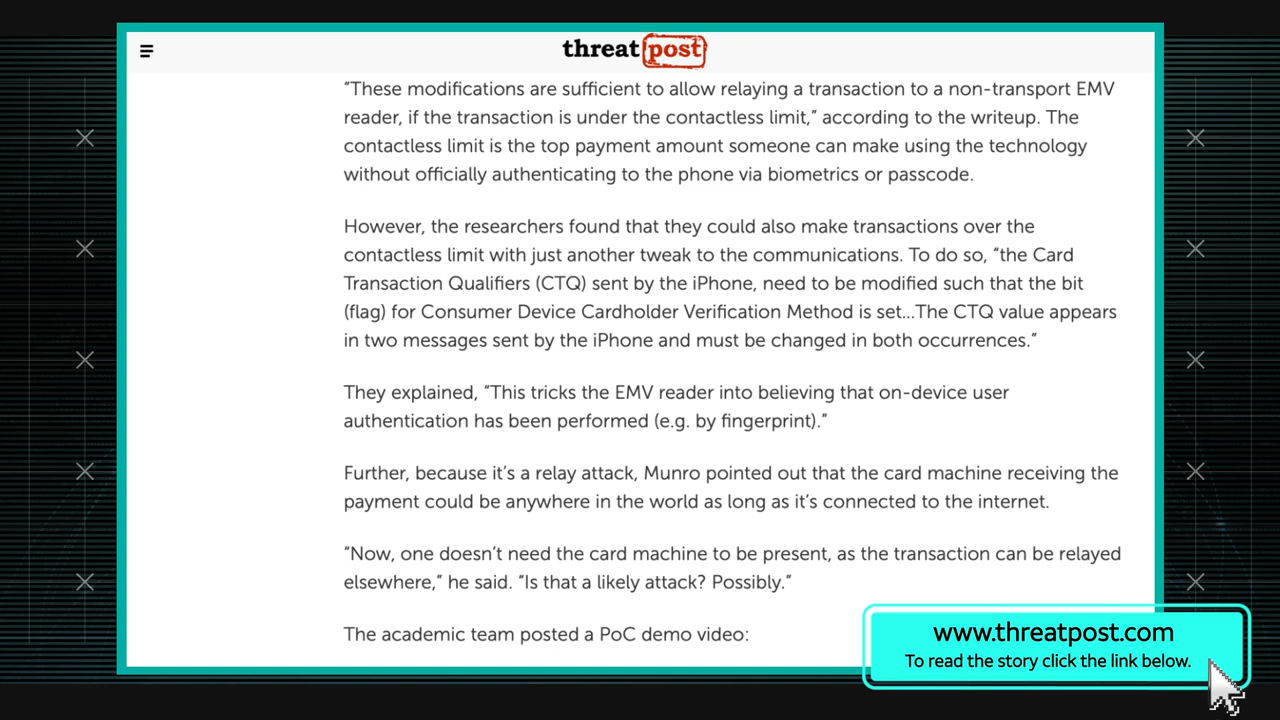 threatpost
“These modifications are sufficient to allow relaying a transaction to a non-transport EMV
reader, if the transaction is under the contactless limit,” according to the writeup. The
contactless limit is the top payment amount someone can make using the technology
without officially authenticating to the phone via biometrics or passcode.
However, the researchers found that they could also make transactions over the
contactless limit with just another tweak to the communications. To do so, “the Card
Transaction Qualifiers (CTQ) sent by the iPhone, need to be modified such that the bit
(flag) for Consumer Device Cardholder Verification Method is set…The CTQ value appears
in two messages sent by the iPhone and must be changed in both occurrences.”
They explained, “This tricks the EMV reader into believing that on-device user
authentication has been performed (e.g. by fingerprint).”
Further, because it’s a relay attack, Munro pointed out that the card machine receiving the
payment could be anywhere in the world as long as it’s connected to the internet.
“Now, one doesn’t need the card machine to be present, as the transaction can be relayed
elsewhere,” he said. “Is that a likely attack? Possibly.”
The academic team posted a PoC demo video:
www.threatpost.com
To read the story click the link below.